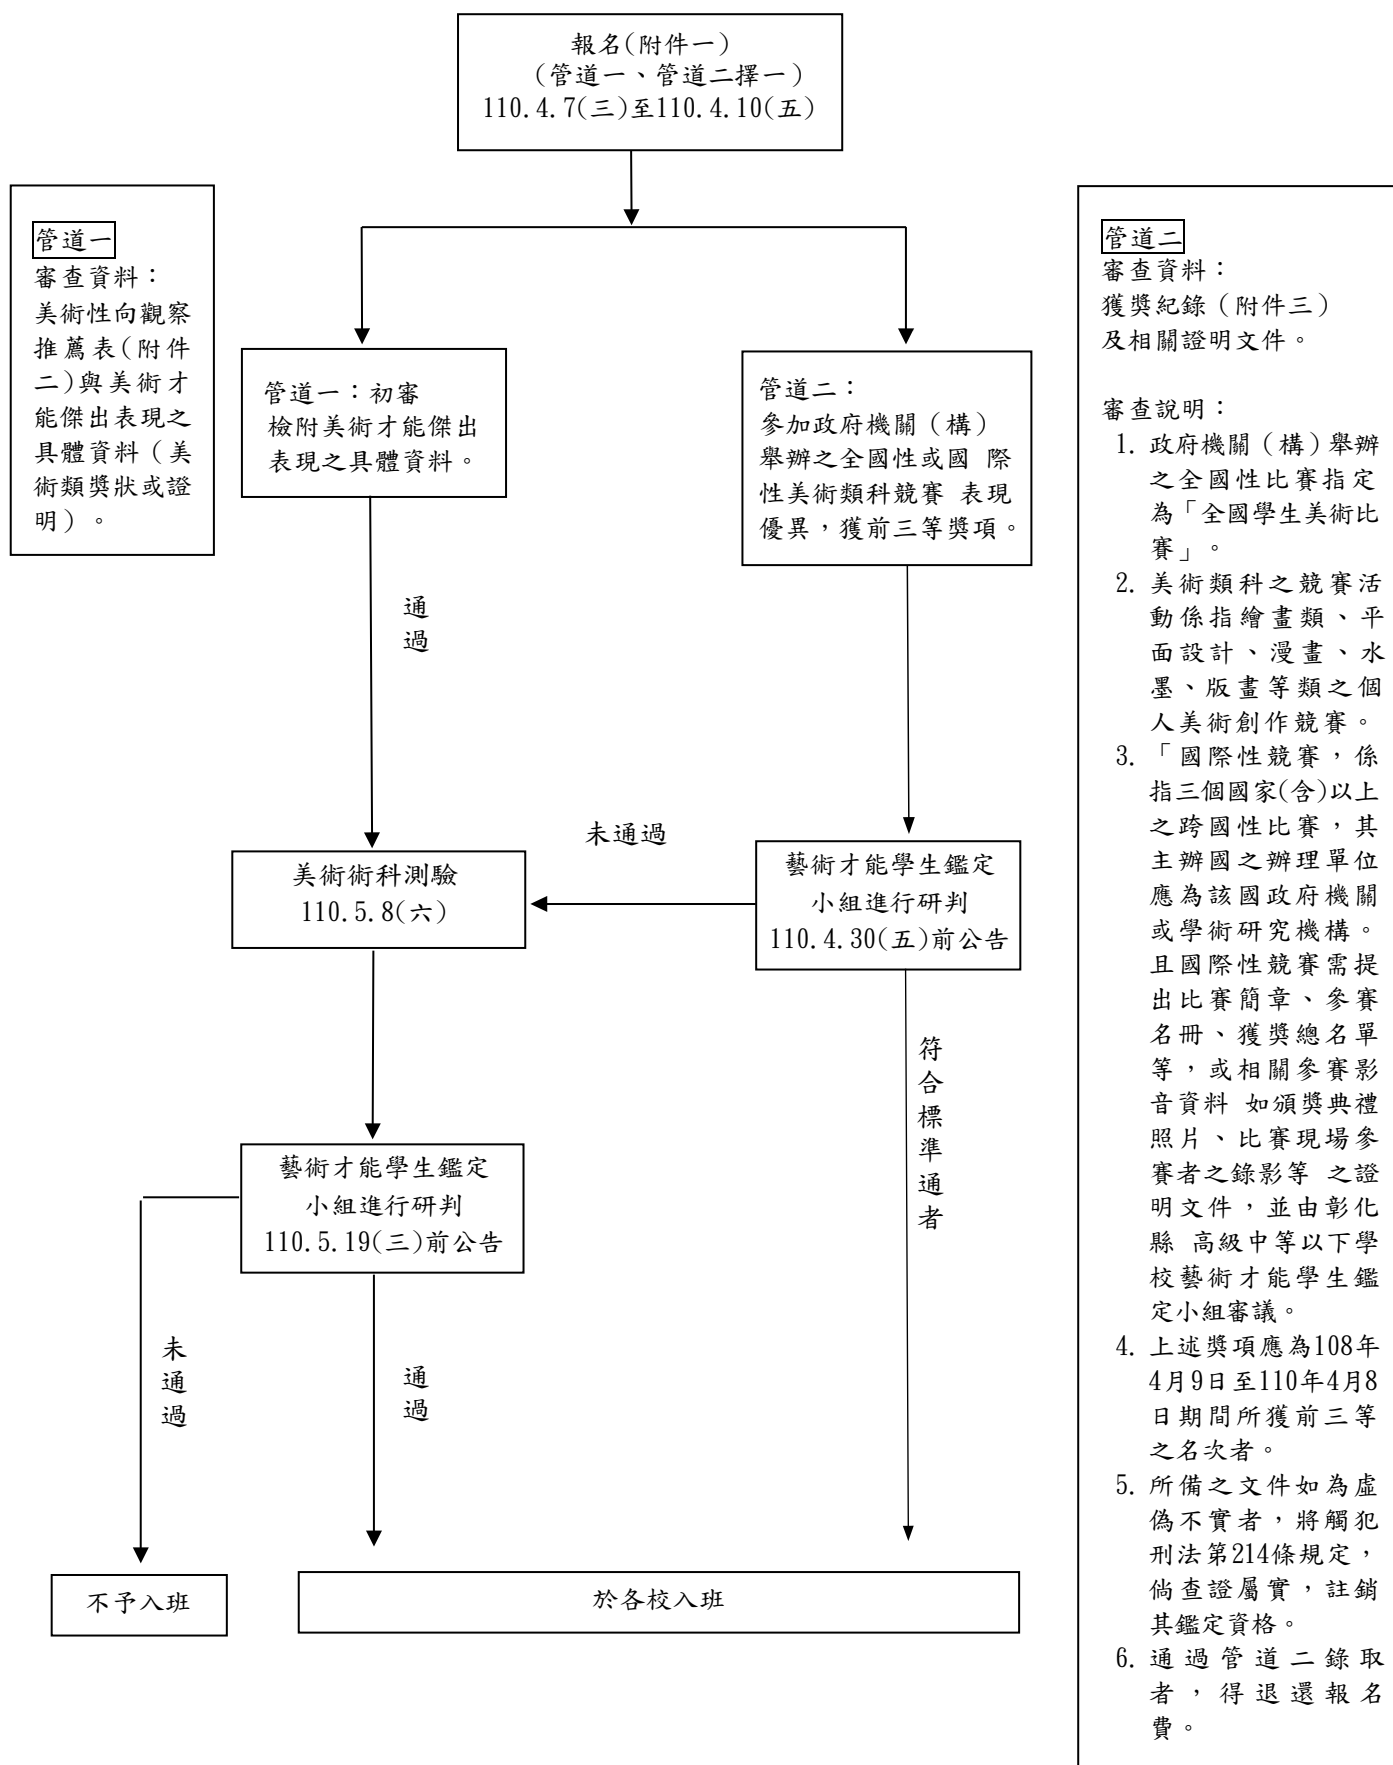 報名(附件一)
(管道一、管道二擇一)
110.4.7(三)至110.4.10(五)
管道一
審查資料：
美術性向觀察
推薦表(附件
二)與美術才
能傑出表現之
具體資料（美
術類獎狀或證
明）。
管道一：初審
檢附美術才能傑出
表現之具體資料。
管道二：
參加政府機關（構）
舉辦之全國性或國 際
性美術類科競賽 表現
優異，獲前三等獎項。
通
過
未通過
美術術科測驗
110.5.8(六)
藝術才能學生鑑定
小組進行研判
110.4.30(五)前公告
符
合
標
準
通
者
藝術才能學生鑑定
小組進行研判
110.5.19(三)前公告
未
通
過
通
過
不予入班
於各校入班
管道二
審查資料：
獲獎紀錄（附件三）
及相關證明文件。
審查說明：
1. 政府機關（構）舉辦
之全國性比賽指定
為「全國學生美術比
賽」。
2. 美術類科之競賽活
動係指繪畫類、平
面設計、漫畫、水
墨、版畫等類之個
人美術創作競賽。
3. 「國際性競賽，係
指三個國家(含)以上
之跨國性比賽，其
主辦國之辦理單位
應為該國政府機關
或學術研究機構。
且國際性競賽需提
出比賽簡章、參賽
名冊、獲獎總名單
等，或相關參賽影
音資料 如頒獎典禮
照片、比賽現場參
賽者之錄影等 之證
明文件，並由彰化
縣 高級中等以下學
校藝術才能學生鑑
定小組審議。
4. 上述獎項應為108年
4月9日至110年4月8
日期間所獲前三等
之名次者。
5. 所備之文件如為虛
偽不實者，將觸犯
刑法第214條規定，
倘查證屬實，註銷
其鑑定資格。
6. 通過管道二錄取
者，得退還報名
費。